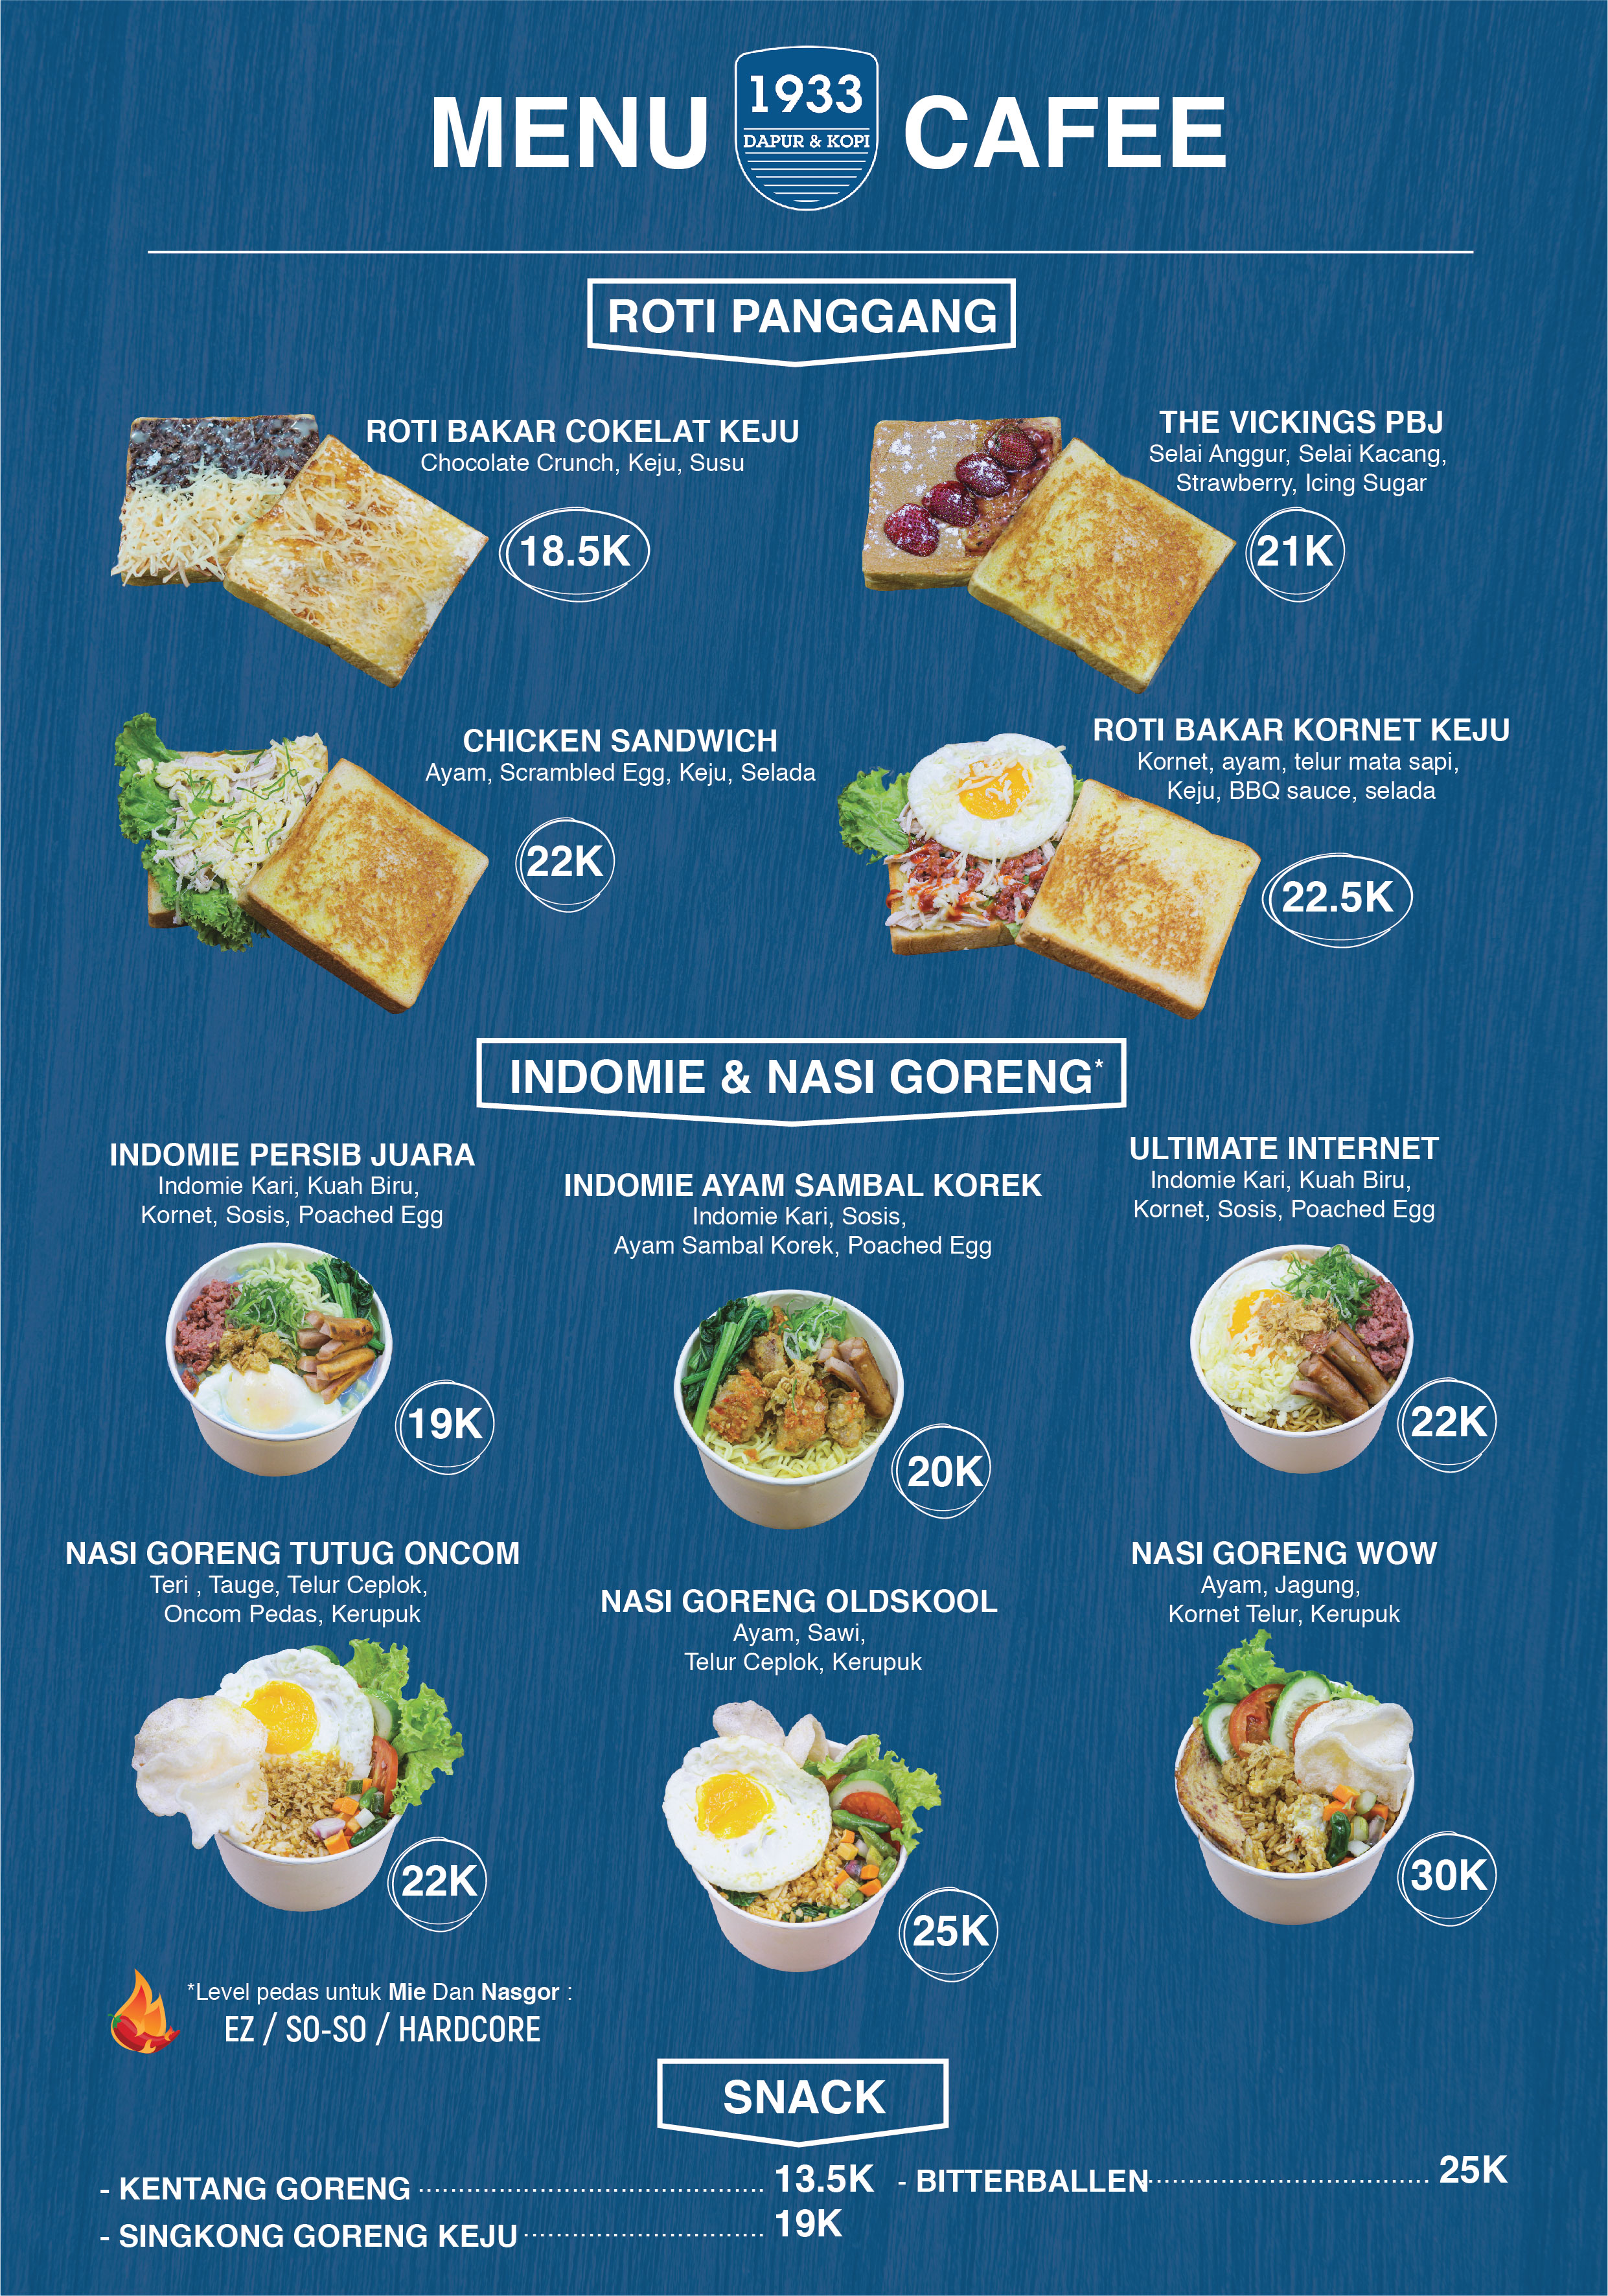 MENU 1933 CAFEE
DAPUR & KOPI
ROTI PANGGANG
ROTI BAKAR COKELAT KEJU
Chocolate Crunch, Keju, Susu
18.5K
THE VICKINGS PBJ
Selai Anggur, Selai Kacang,
Strawberry, Icing Sugar
21K
CHICKEN SANDWICH
Ayam, Scrambled Egg, Keju, Selada
22K
ROTI BAKAR KORNET KEJU
Kornet, ayam, telur mata sapi,
Keju, BBQ sauce, selada
22.5K
INDOMIE & NASI GORENG*
INDOMIE PERSIB JUARA
Indomie Kari, Kuah Biru,
Kornet, Sosis, Poached Egg
19K
INDOMIE AYAM SAMBAL KOREK
Indomie Kari, Sosis,
Ayam Sambal Korek, Poached Egg
20K
ULTIMATE INTERNET
Indomie Kari, Kuah Biru,
Kornet, Sosis, Poached Egg
22K
NASI GORENG TUTUG ONCOM
Teri , Tauge, Telur Ceplok,
Oncom Pedas, Kerupuk
22K
NASI GORENG OLDSKOOL
Ayam, Sawi,
Telur Ceplok, Kerupuk
25K
NASI GORENG WOW
Ayam, Jagung,
Kornet Telur, Kerupuk
30K
*Level pedas untuk Mie Dan Nasgor :
EZ / SO-SO / HARDCORE
SNACK
- KENTANG GORENG 13.5K
- SINGKONG GORENG KEJU 19K
- BITTERBALLEN 25K